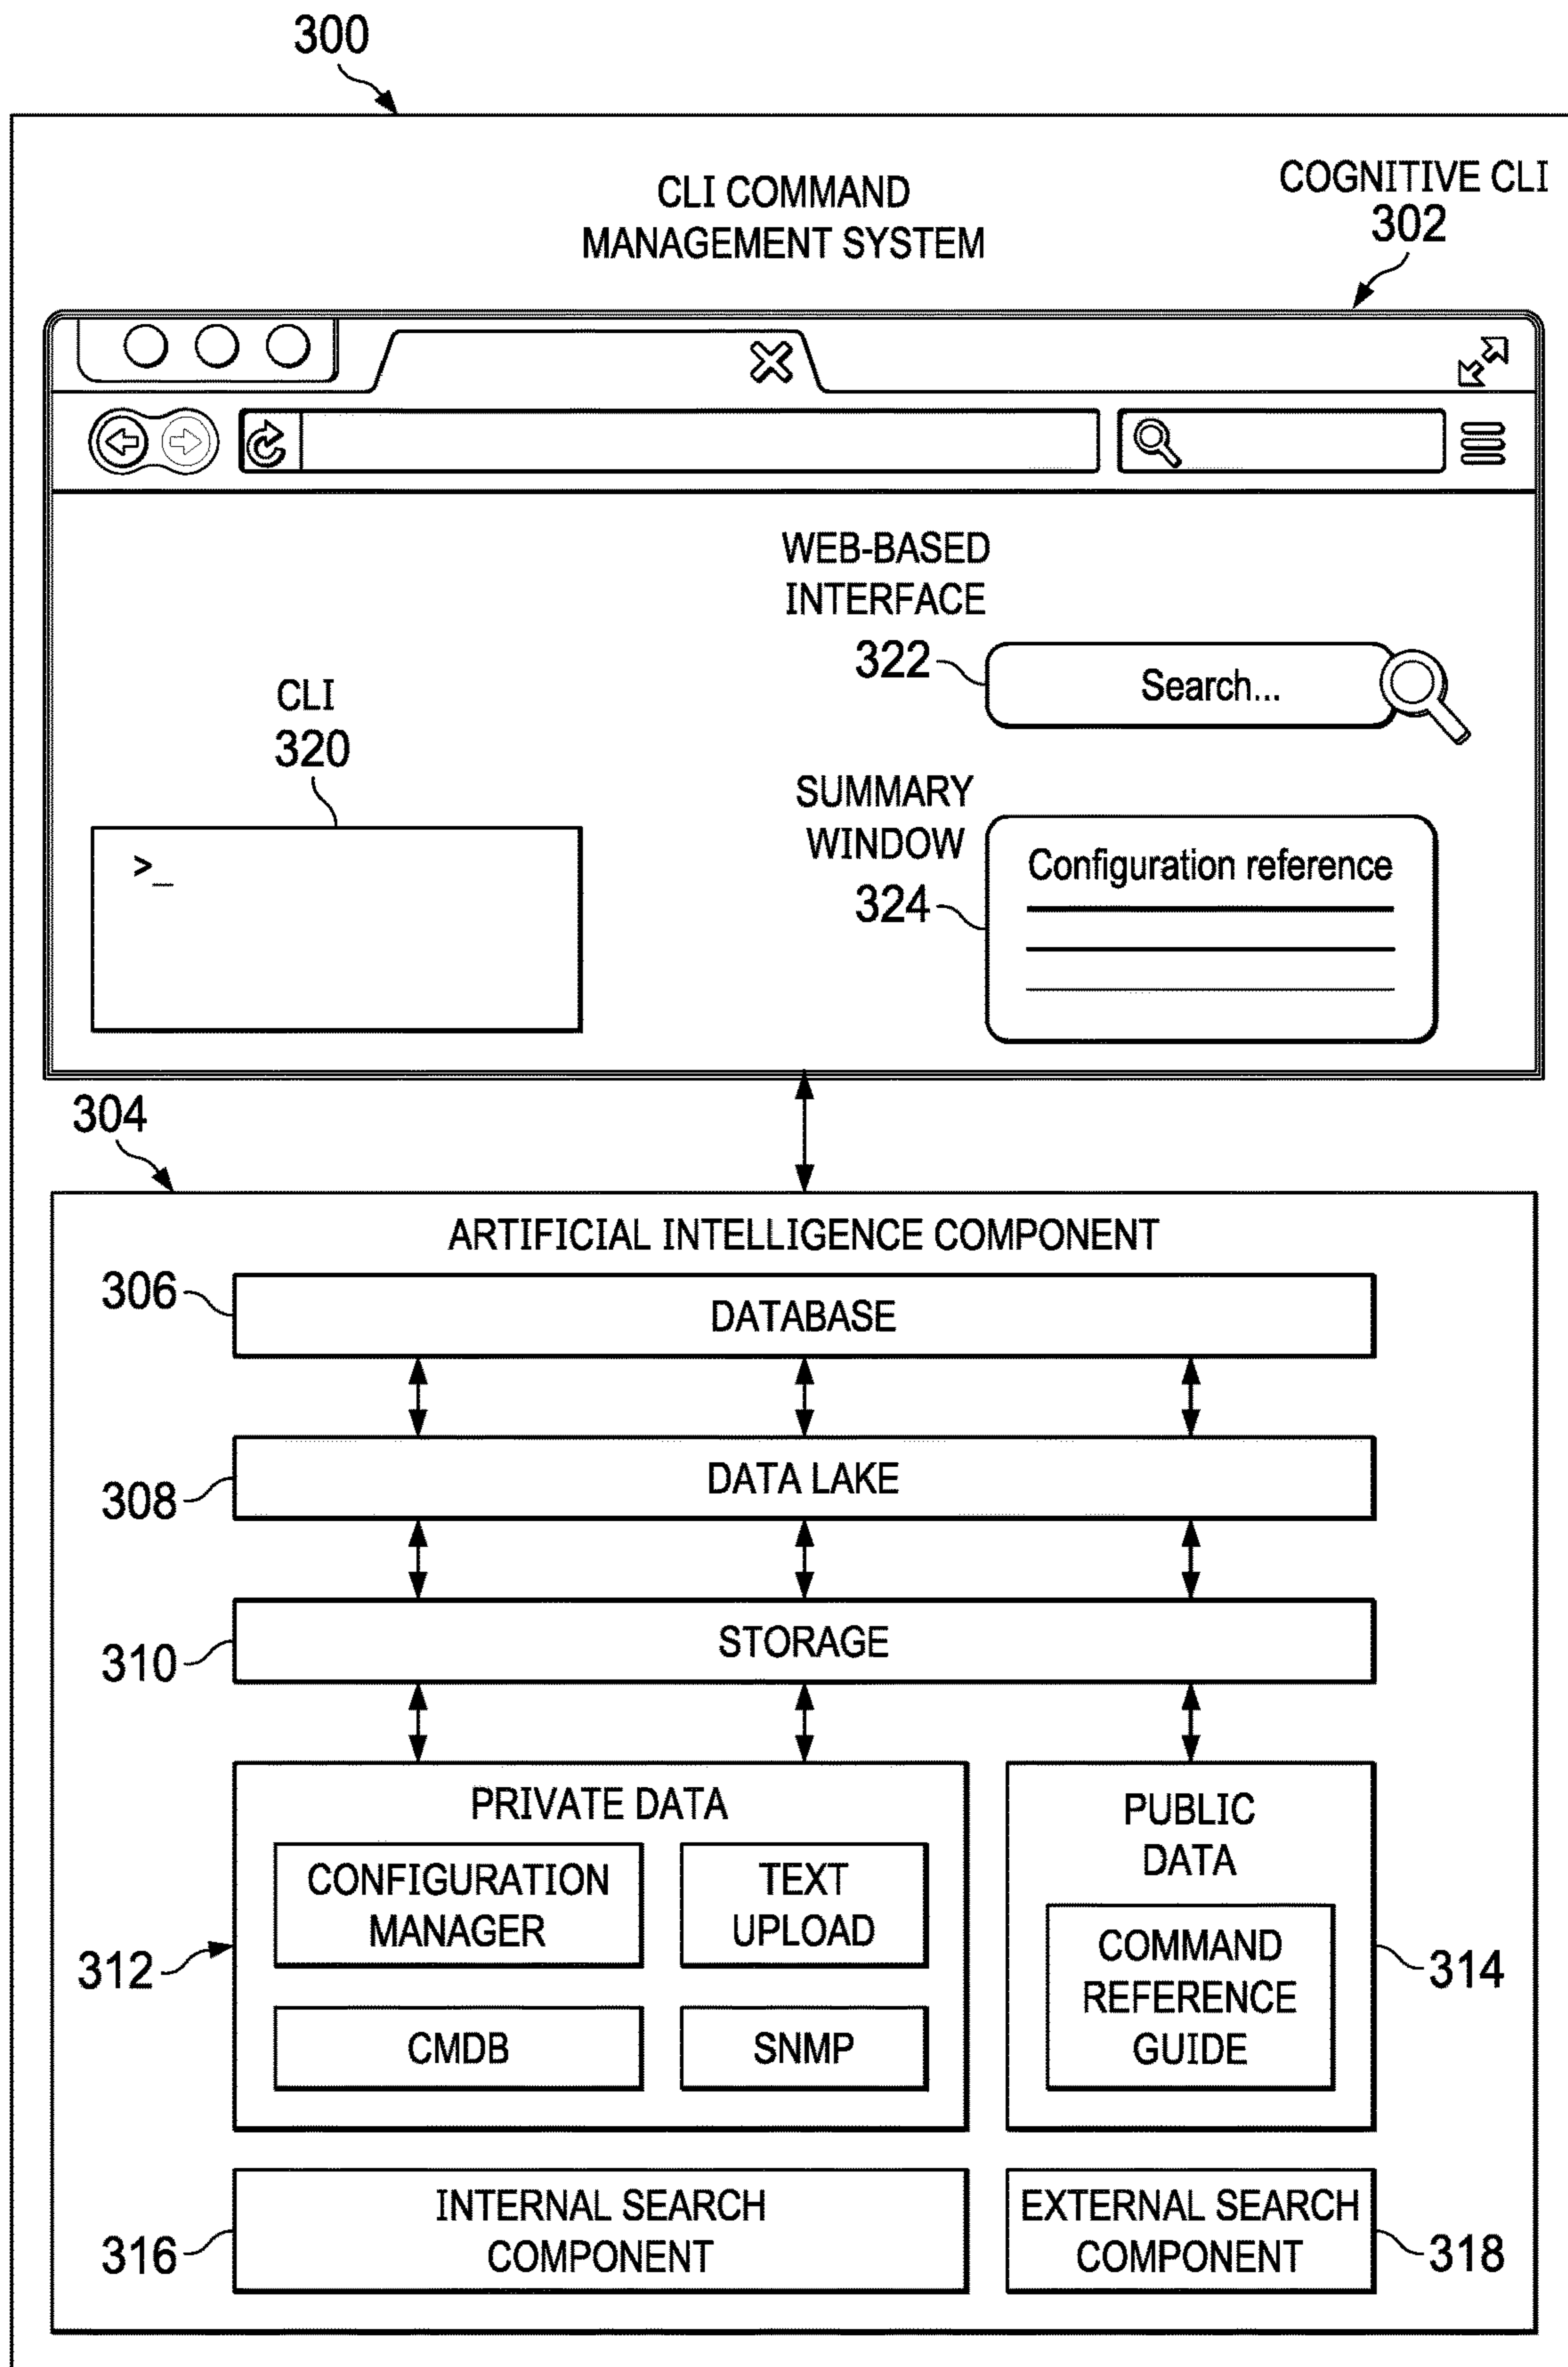 300
CLI COMMAND
MANAGEMENT SYSTEM
COGNITIVE CLI
302
WEB-BASED
INTERFACE
322
Search...
CLI
320
>_
SUMMARY
WINDOW
324
Configuration reference
304
ARTIFICIAL INTELLIGENCE COMPONENT
306
DATABASE
308
DATA LAKE
310
STORAGE
312
PRIVATE DATA
CONFIGURATION
MANAGER
TEXT
UPLOAD
CMDB
SNMP
PUBLIC
DATA
COMMAND
REFERENCE
GUIDE
314
316
INTERNAL SEARCH
COMPONENT
EXTERNAL SEARCH
COMPONENT
318